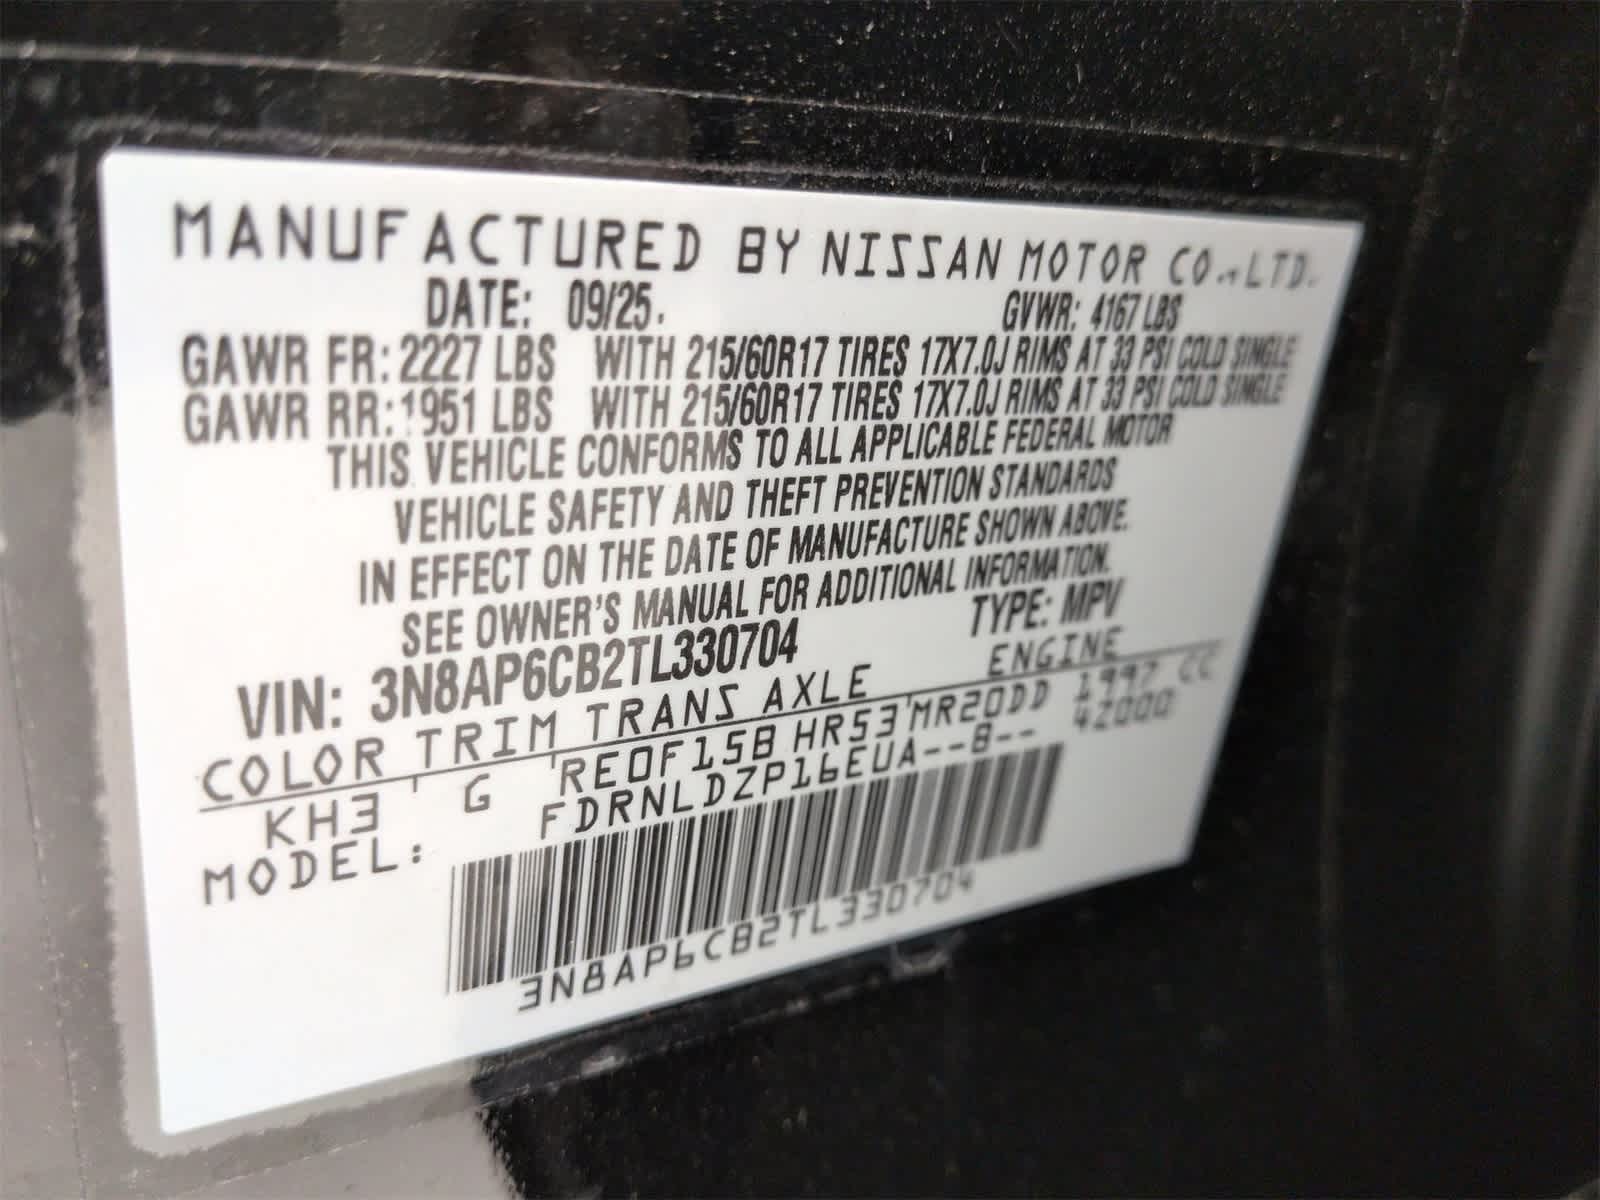 MANUFACTURED BY NISSAN MOTOR CO.,LTD.
DATE: 09/25. GVWR: 4167 LBS
GAWR FR: 2227 LBS WITH 215/60R17 TIRES 17X7.0J RIMS AT 33 PSI COLD SINGLE
GAWR RR: 1951 LBS WITH 215/60R17 TIRES 17X7.0J RIMS AT 33 PSI COLD SINGLE
THIS VEHICLE CONFORMS TO ALL APPLICABLE FEDERAL MOTOR
VEHICLE SAFETY AND THEFT PREVENTION STANDARDS
IN EFFECT ON THE DATE OF MANUFACTURE SHOWN ABOVE.
SEE OWNER'S MANUAL FOR ADDITIONAL INFORMATION.
VIN: 3N8AP6CB2TL330704 TYPE: MPV
COLOR TRIM TRANS AXLE ENGINE
KH3 G RE0F15B HR53 MR20DD 1997 CC
MODEL: FDRNLDZP16EUA--B-- 42000
3N8AP6CB2TL330704